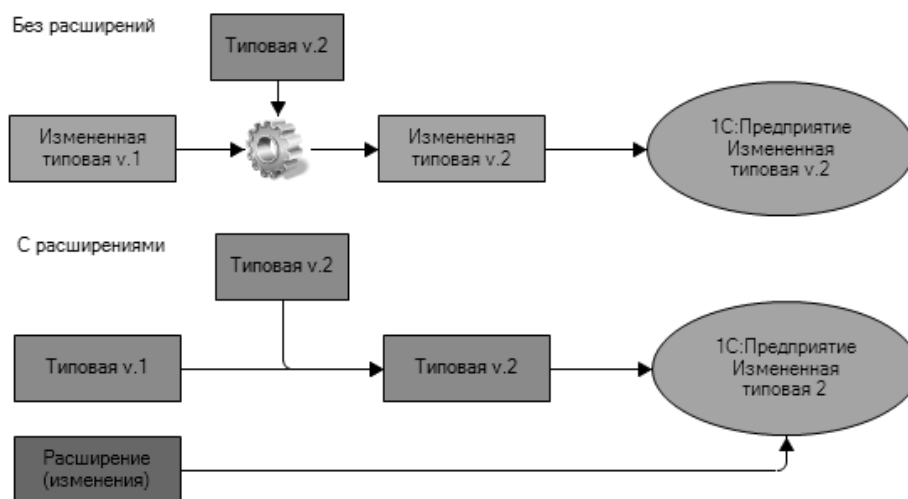 Без расширений
Типовая v.2
Измененная
типовая v.1
Измененная
типовая v.2
1С:Предприятие
Измененная
типовая v.2
С расширениями
Типовая v.2
Типовая v.1
Типовая v.2
1С:Предприятие
Измененная
типовая 2
Расширение
(изменения)